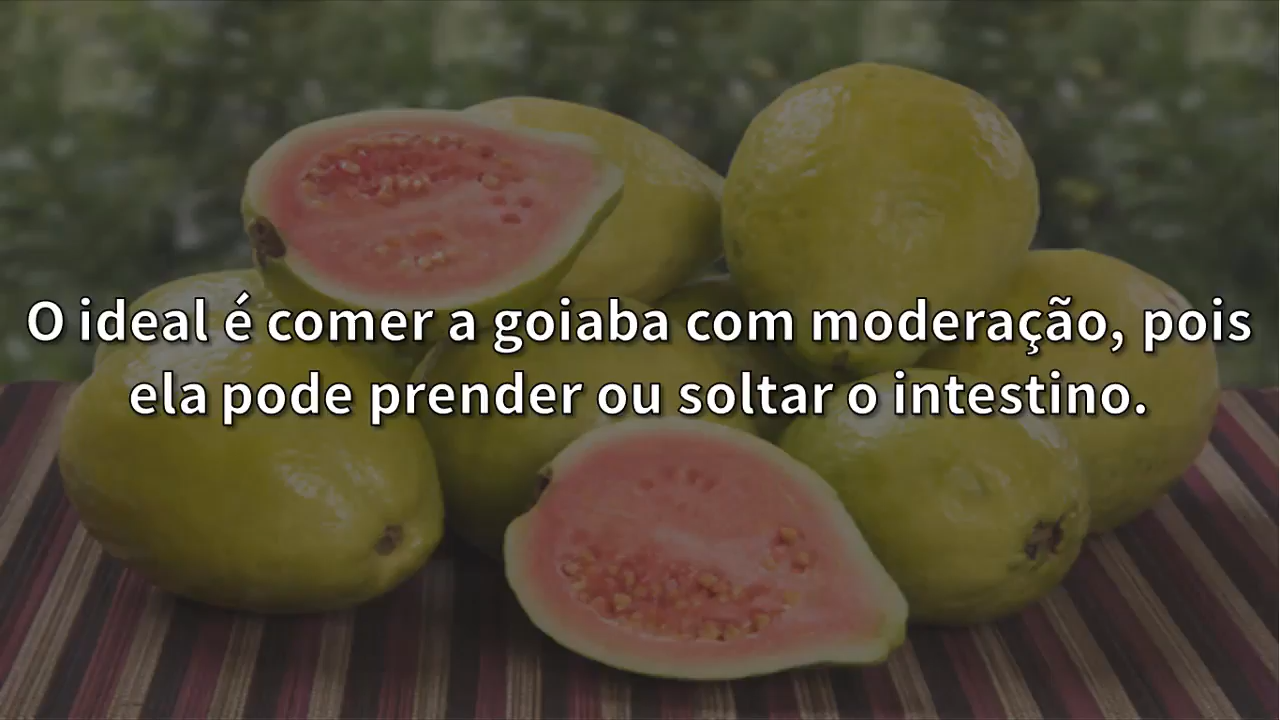 O ideal é comer a goiaba com moderação, pois
ela pode prender ou soltar o intestino.